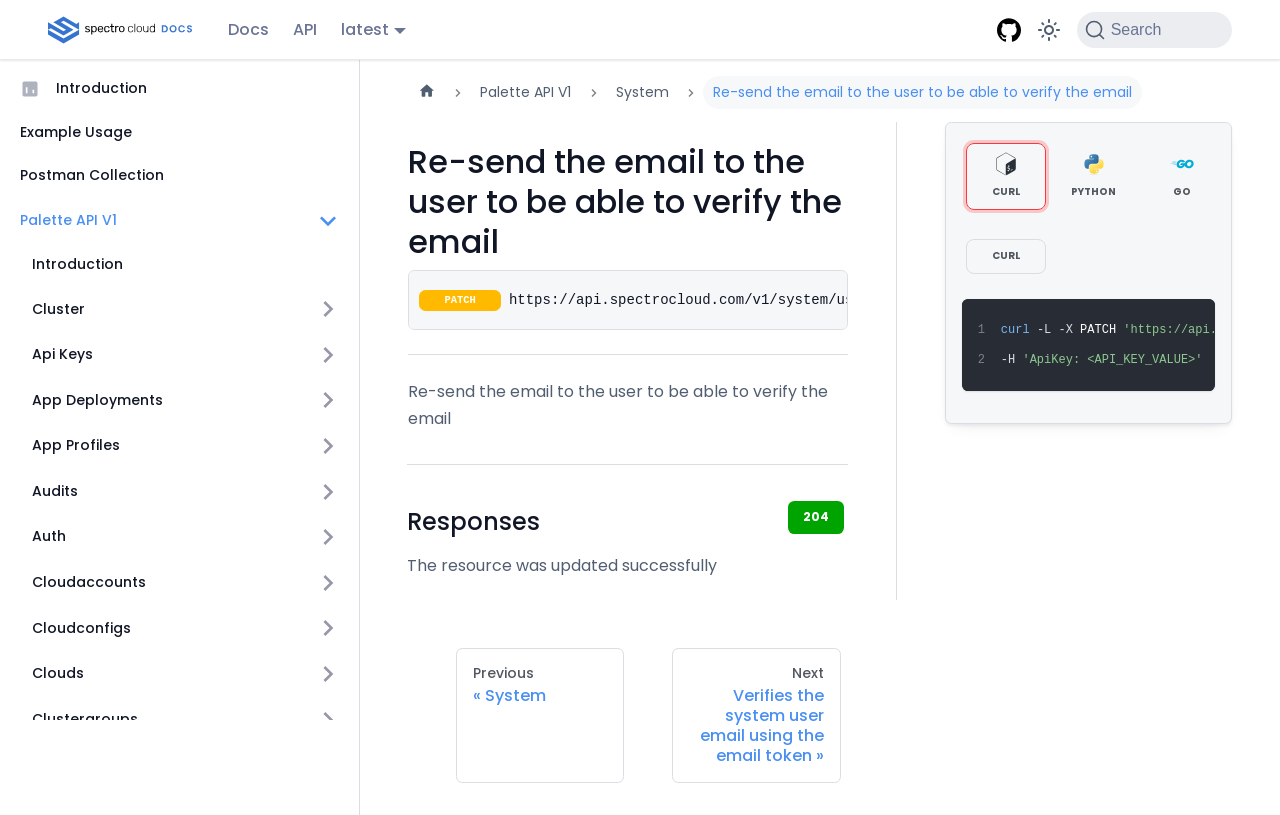 spectro cloud DOCS
Docs
API
latest
Search
Introduction
Example Usage
Postman Collection
Palette API V1
Introduction
Cluster
Api Keys
App Deployments
App Profiles
Audits
Auth
Cloudaccounts
Cloudconfigs
Clouds
Clustergroups
Palette API V1
System
Re-send the email to the user to be able to verify the email
Re-send the email to the
user to be able to verify the
email
PATCH https://api.spectrocloud.com/v1/system/us
Re-send the email to the user to be able to verify the
email
Responses
204
The resource was updated successfully
Previous
« System
Next
Verifies the
system user
email using the
email token »
CURL
PYTHON
GO
GO
CURL
1 curl -L -X PATCH 'https://api.
2 -H 'ApiKey: <API_KEY_VALUE>'